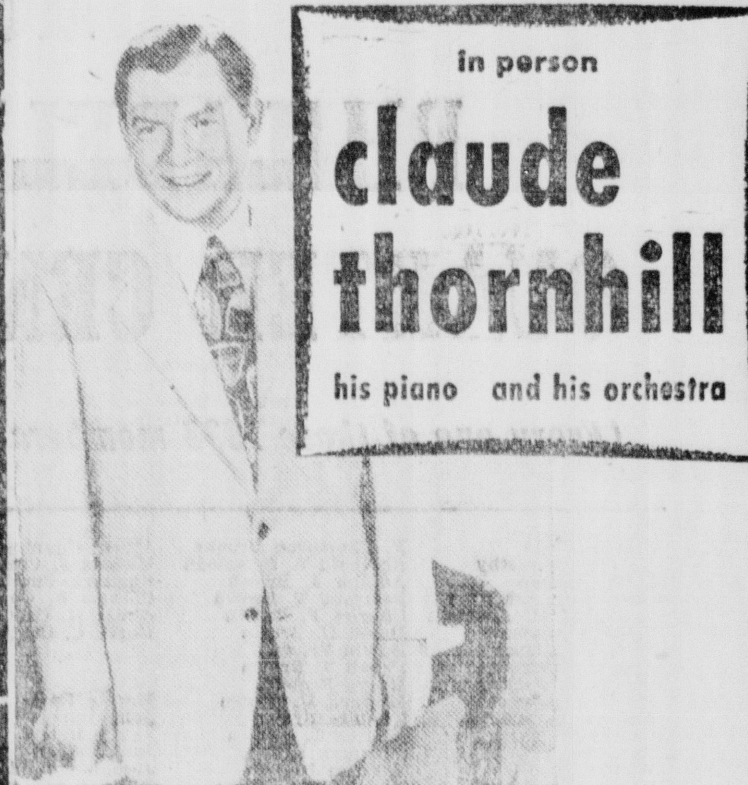 in person
claude
thornhill
his piano and his orchestra